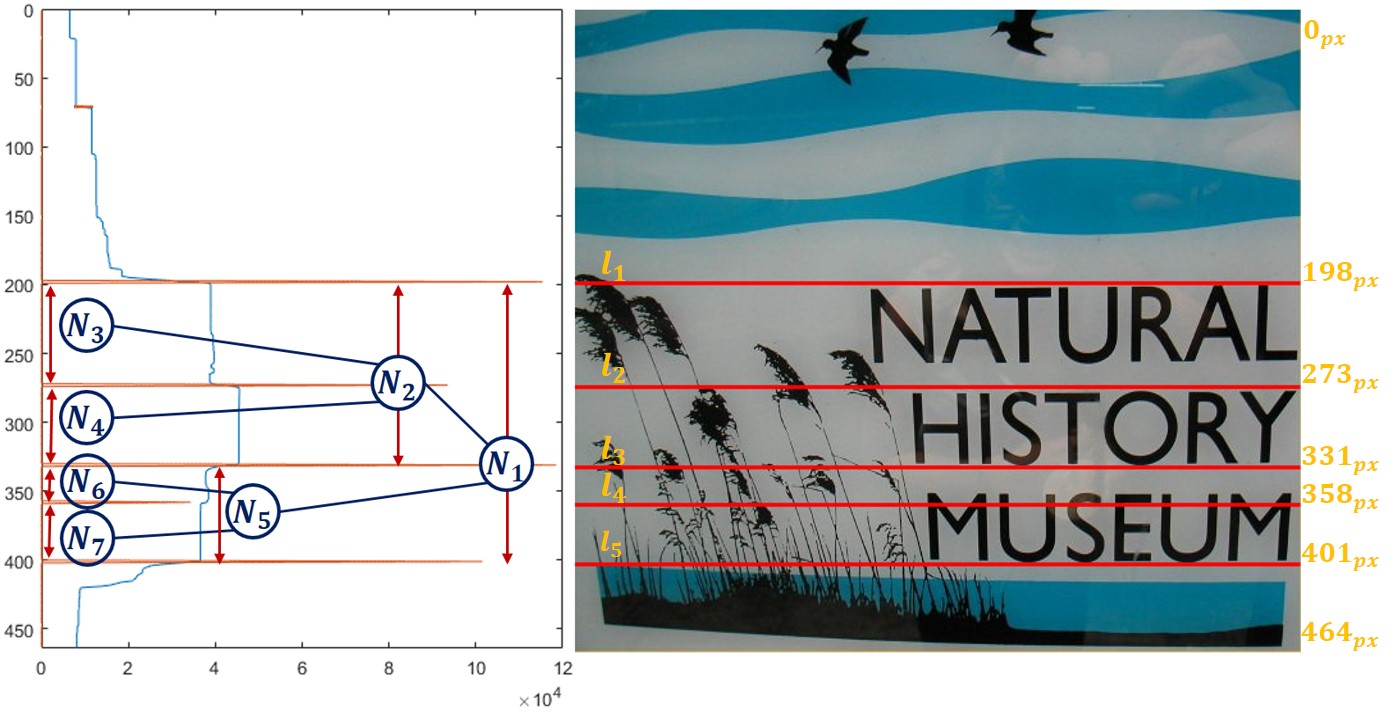 0
50
100
150
200
250
300
350
400
450
0 2 4 6 8 10 12
×10⁴
N₃
N₂
N₄
N₁
N₆
N₅
N₇
0px
l₁
198px
NATURAL
l₂
273px
HISTORY
l₃
331px
l₄
358px
MUSEUM
l₅
401px
464px